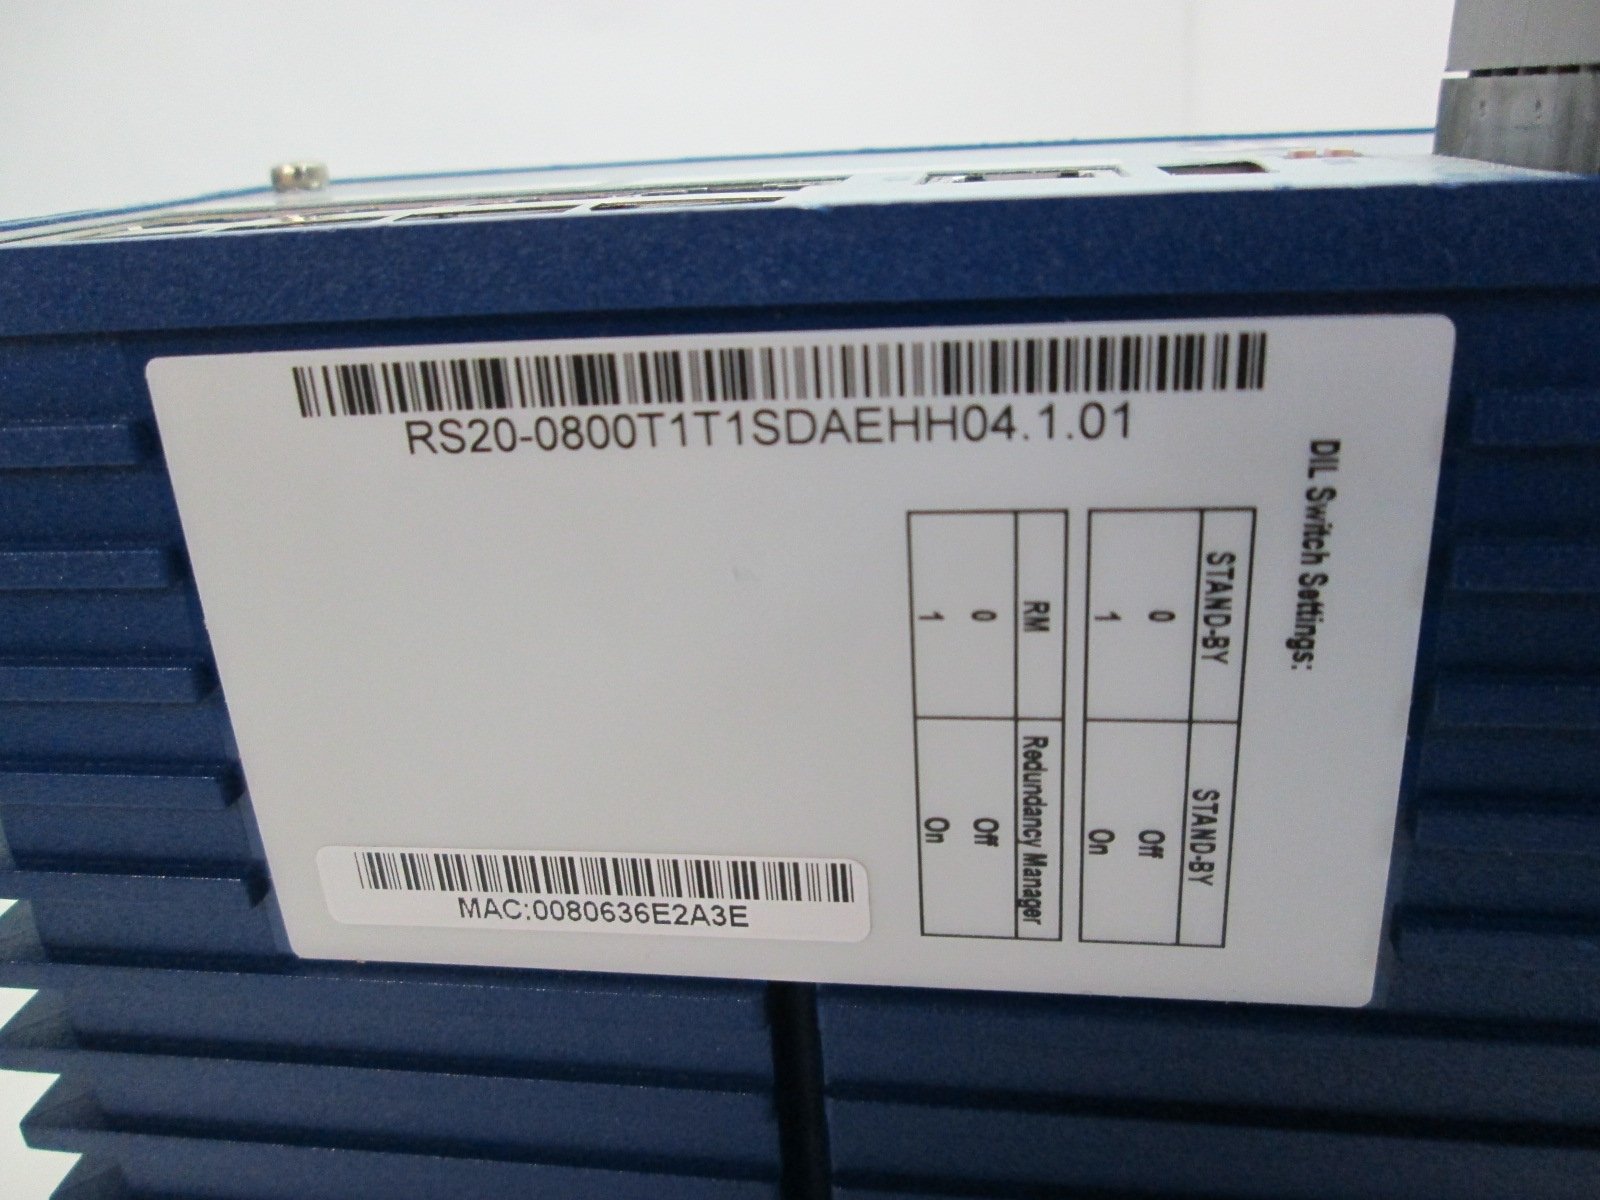 RS20-0800T1T1SDAEHH04.1.01
DIL Switch Settings:
STAND-BY STAND-BY
0 Off
1 On
RM Redundancy Manager
0 Off
1 On
MAC:0080636E2A3E